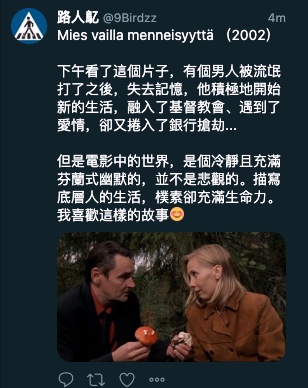 路人虰 @9Birdzz 4m
Mies vailla menneisyyttä （2002）
下午看了這個片子，有個男人被流氓
打了之後，失去記憶，他積極地開始
新的生活，融入了基督教會、遇到了
愛情，卻又捲入了銀行搶劫...
但是電影中的世界，是個冷靜且充滿
芬蘭式幽默的，並不是悲觀的。描寫
底層人的生活，樸素卻充滿生命力。
我喜歡這樣的故事😊